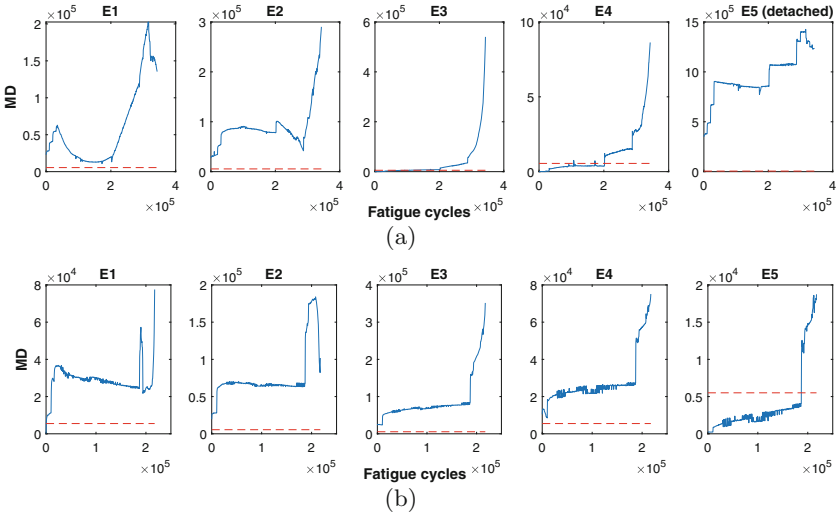 E1 E2 E3 E4 E5 (detached)
×10⁵ ×10⁵ ×10⁵ ×10⁴ ×10⁵
2 3 6 10 15
1.5 2 4 10
1 5
0.5 1 2 5
0 0 0 0 0
0 2 4 0 2 4 0 2 4 0 2 4 0 2 4
×10⁵ ×10⁵ ×10⁵ ×10⁵ ×10⁵
MD
Fatigue cycles
(a)
E1 E2 E3 E4 E5
×10⁴ ×10⁵ ×10⁵ ×10⁴ ×10⁴
8 2 4 8 2
6 1.5 3 6 1.5
4 1 2 4 1
2 0.5 1 2 0.5
0 0 0 0 0
0 1 2 0 1 2 0 1 2 0 1 2 0 1 2
×10⁵ ×10⁵ ×10⁵ ×10⁵ ×10⁵
MD
Fatigue cycles
(b)